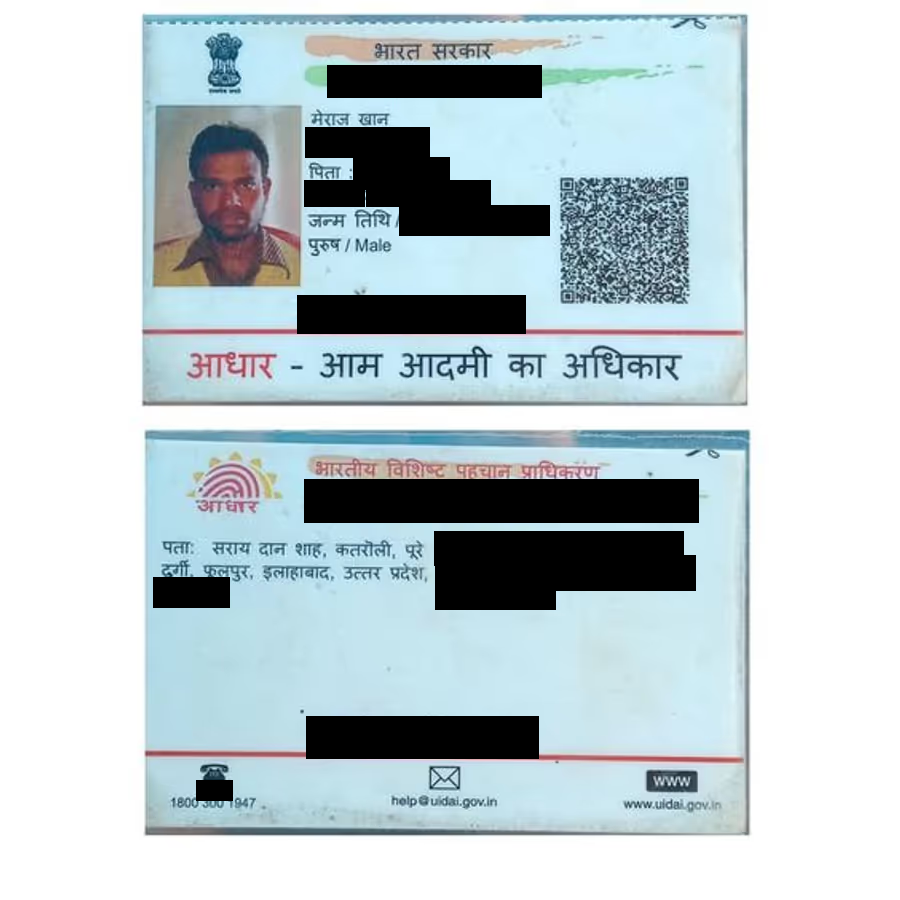 भारत सरकार
मेराज खान
पिता :
जन्म तिथि /
पुरुष / Male
आधार - आम आदमी का अधिकार
भारतीय विशिष्ट पहचान प्राधिकरण
आधार
पता: सराय दान शाह, कतरौली, पूरे
दुर्गी, फूलपुर, इलाहाबाद, उत्तर प्रदेश,
1800 300 1947
help@uidai.gov.in
WWW
www.uidai.gov.in